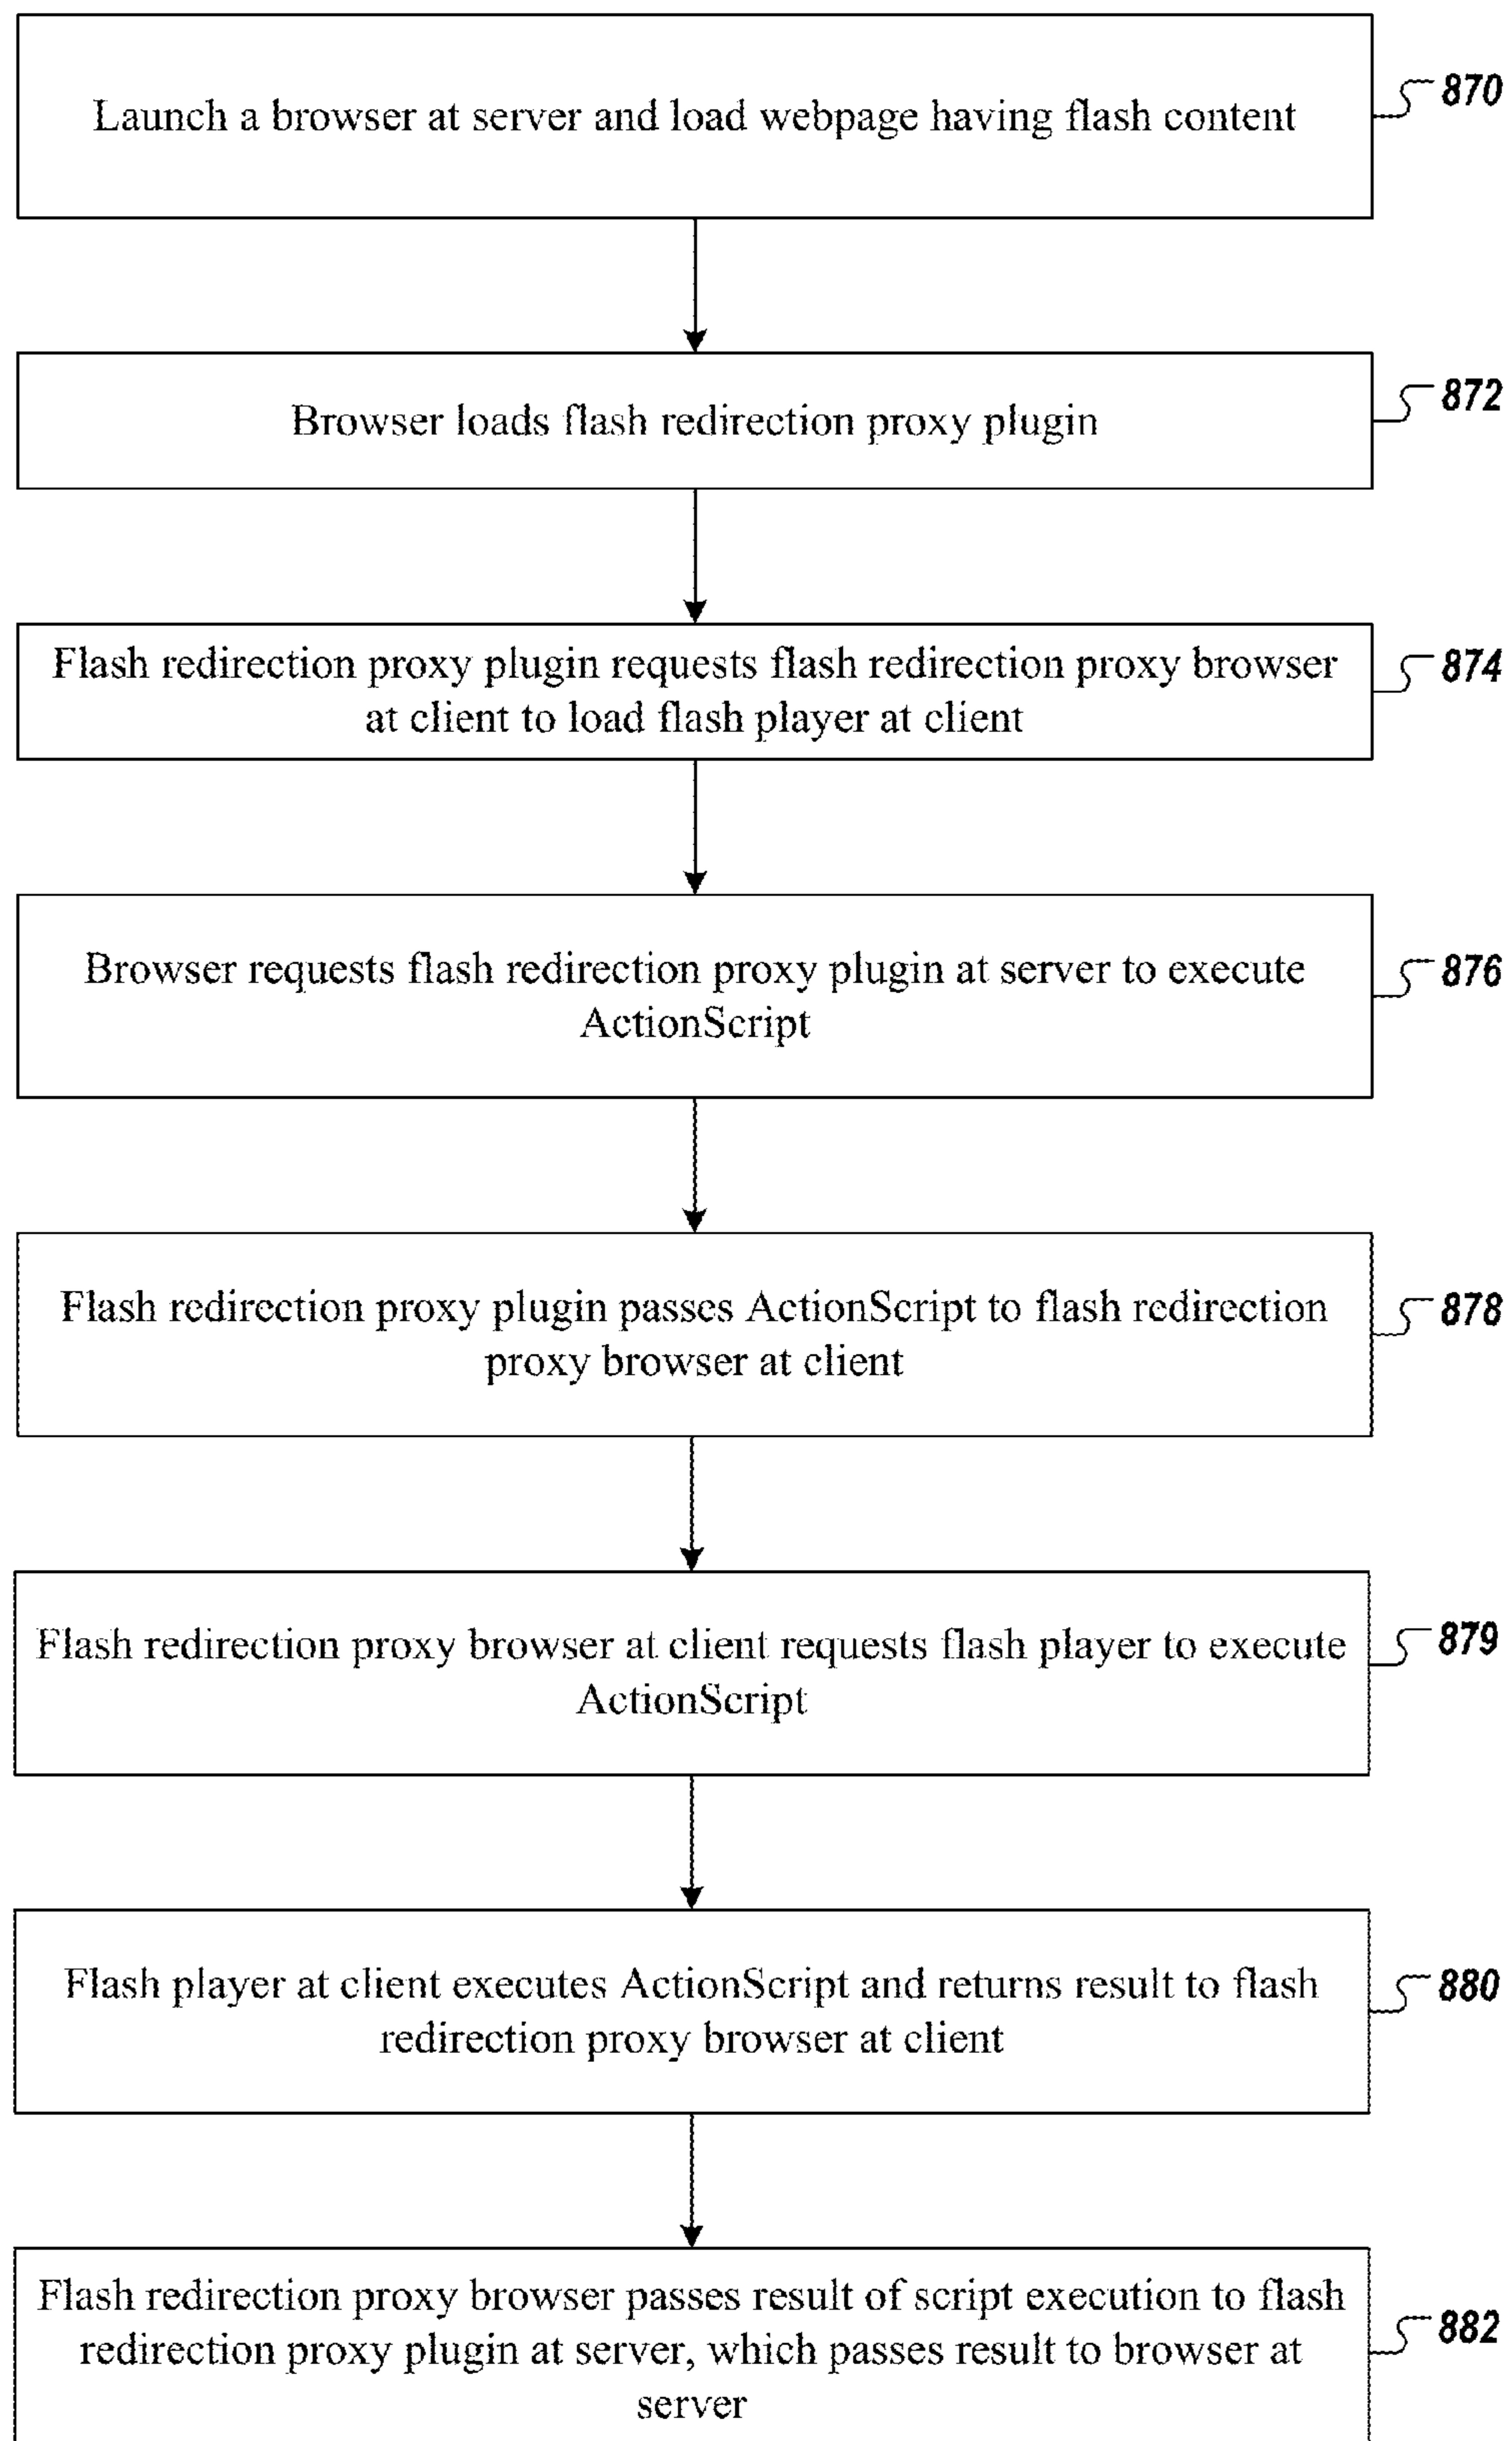 Launch a browser at server and load webpage having flash content
870
Browser loads flash redirection proxy plugin
872
Flash redirection proxy plugin requests flash redirection proxy browser
at client to load flash player at client
874
Browser requests flash redirection proxy plugin at server to execute
ActionScript
876
Flash redirection proxy plugin passes ActionScript to flash redirection
proxy browser at client
878
Flash redirection proxy browser at client requests flash player to execute
ActionScript
879
Flash player at client executes ActionScript and returns result to flash
redirection proxy browser at client
880
Flash redirection proxy browser passes result of script execution to flash
redirection proxy plugin at server, which passes result to browser at
server
882